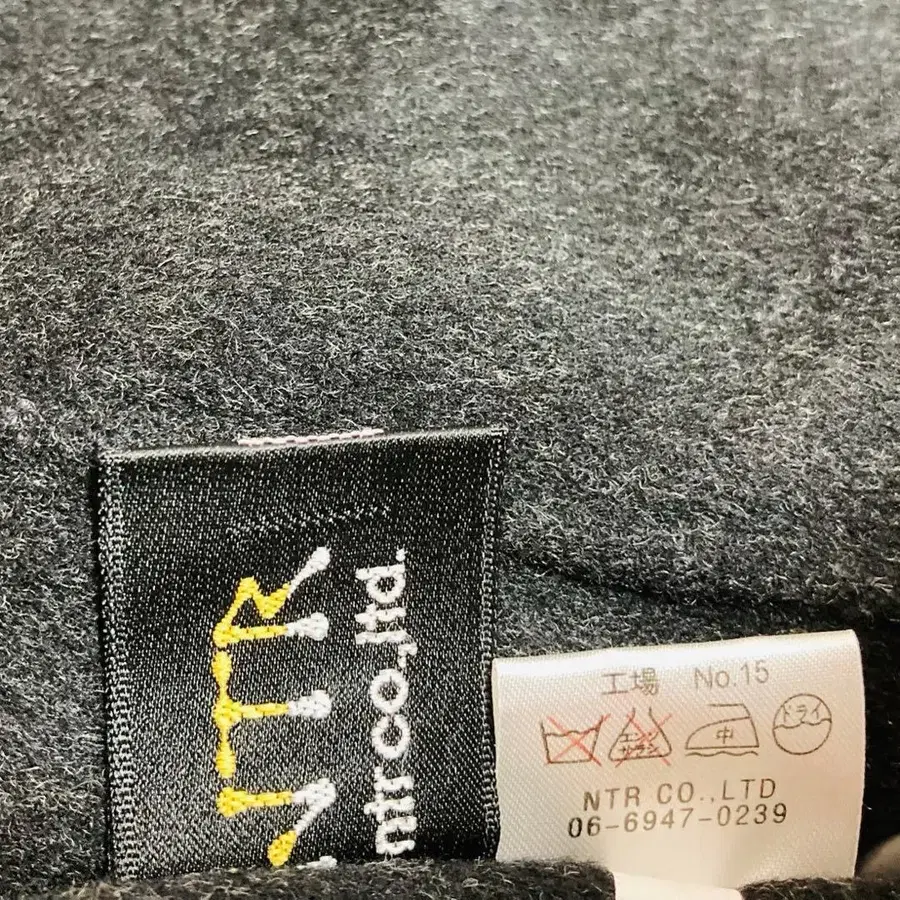 NTR
ntr co.,ltd.
工場 No.15
エンソ
サラシ
中
ドライ
NTR CO.,LTD
06-6947-0239